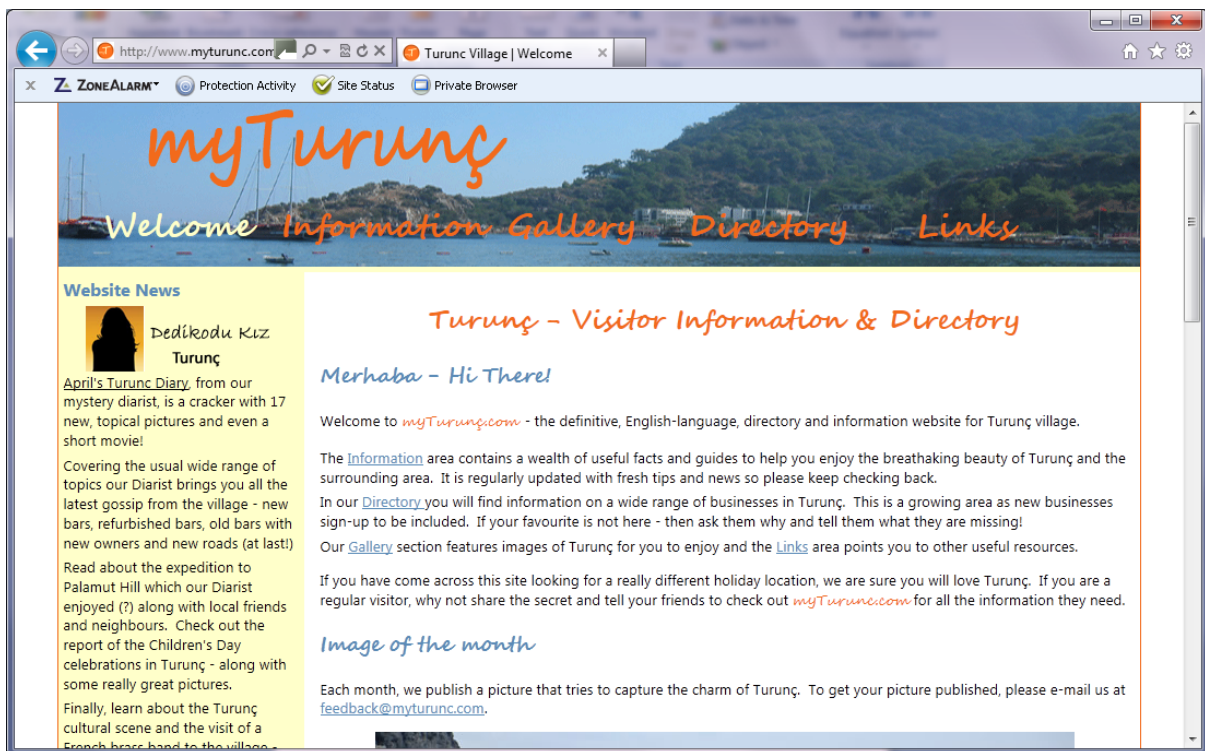 http://www.myturunc.com
Turunc Village | Welcome
ZONEALARM
Protection Activity
Site Status
Private Browser
myTurunç
Welcome Information Gallery Directory Links
Website News
Dedikodu Kız
Turunç
April's Turunc Diary, from our
mystery diarist, is a cracker with 17
new, topical pictures and even a
short movie!
Covering the usual wide range of
topics our Diarist brings you all the
latest gossip from the village - new
bars, refurbished bars, old bars with
new owners and new roads (at last!)
Read about the expedition to
Palamut Hill which our Diarist
enjoyed (?) along with local friends
and neighbours. Check out the
report of the Children's Day
celebrations in Turunç - along with
some really great pictures.
Finally, learn about the Turunç
cultural scene and the visit of a
French brass band to the village -
Turunç - Visitor Information & Directory
Merhaba - Hi There!
Welcome to myTurunç.com - the definitive, English-language, directory and information website for Turunç village.
The Information area contains a wealth of useful facts and guides to help you enjoy the breathaking beauty of Turunç and the
surrounding area. It is regularly updated with fresh tips and news so please keep checking back.
In our Directory you will find information on a wide range of businesses in Turunç. This is a growing area as new businesses
sign-up to be included. If your favourite is not here - then ask them why and tell them what they are missing!
Our Gallery section features images of Turunç for you to enjoy and the Links area points you to other useful resources.
If you have come across this site looking for a really different holiday location, we are sure you will love Turunç. If you are a
regular visitor, why not share the secret and tell your friends to check out myTurunc.com for all the information they need.
Image of the month
Each month, we publish a picture that tries to capture the charm of Turunç. To get your picture published, please e-mail us at
feedback@myturunc.com.